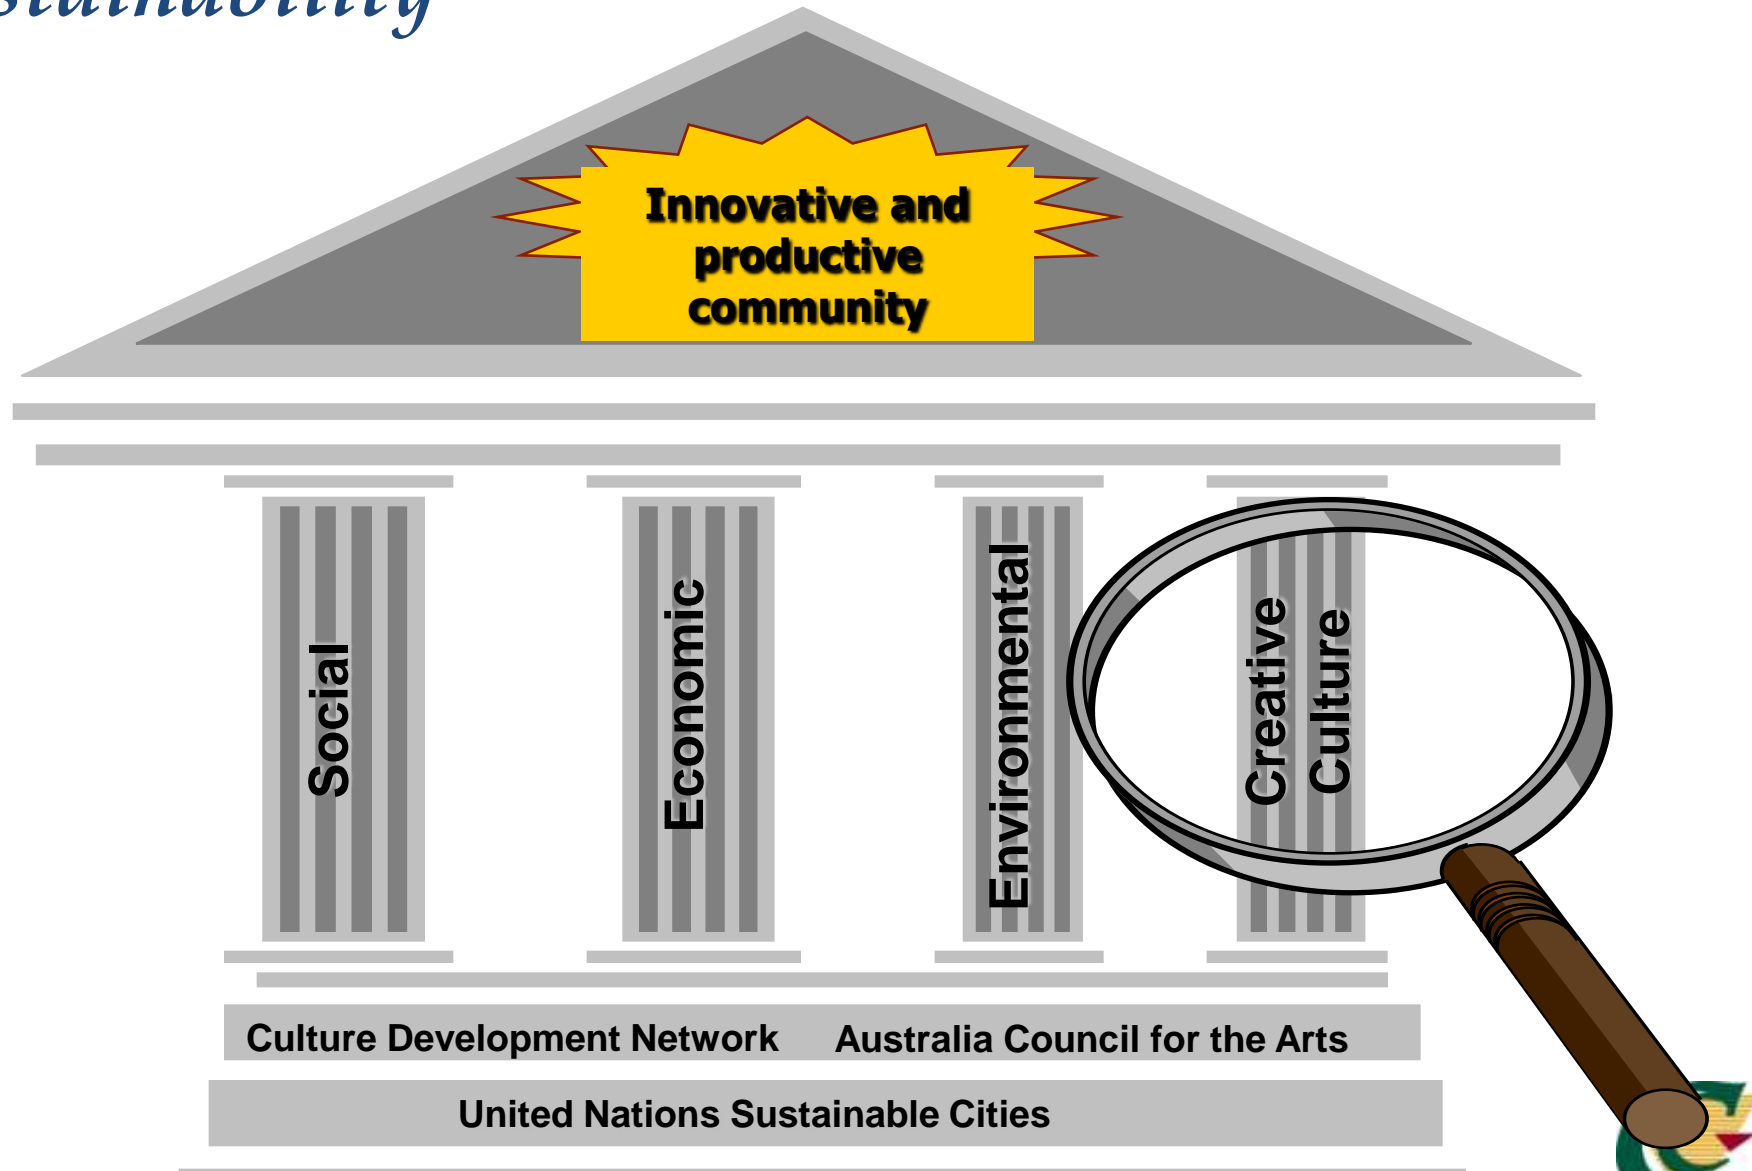 Innovative and
productive
community
Social
Economic
Environmental
Creative
Culture
Culture Development Network
Australia Council for the Arts
United Nations Sustainable Cities